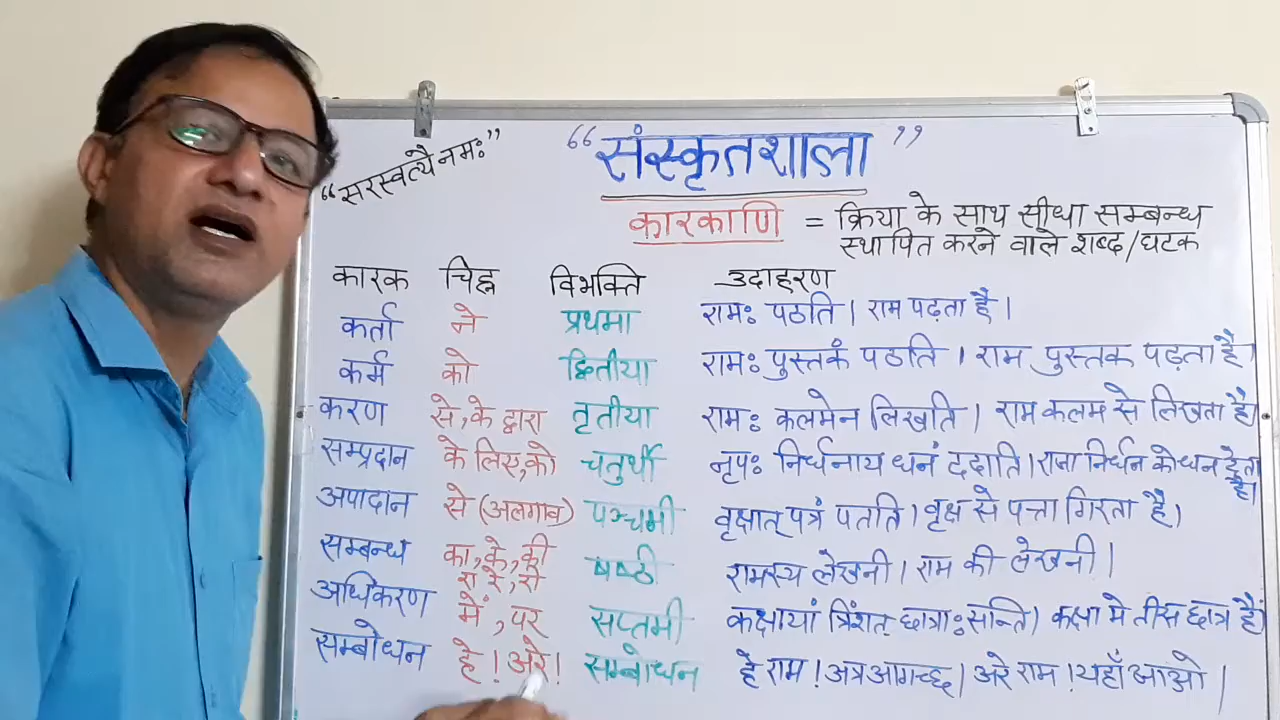 “सरस्वत्यै नमः”
“संस्कृतशाला”
कारकाणि = क्रिया के साथ सीधा सम्बन्ध
स्थापित करने वाले शब्द/घटक
कारक चिह्न विभक्ति उदाहरण
कर्ता ने प्रथमा रामः पठति । राम पढ़ता है ।
कर्म को द्वितीया रामः पुस्तकं पठति । राम पुस्तक पढ़ता है।
करण से, के द्वारा तृतीया रामः कलमेन लिखति । राम कलम से लिखता है।
सम्प्रदान के लिए, को चतुर्थी नृपः निर्धनाय धनं ददाति । राजा निर्धन को धन देता है।
अपादान से (अलगाव) पञ्चमी वृक्षात् पत्रं पतति । वृक्ष से पत्ता गिरता है।
सम्बन्ध का, के, की रा रे, री षष्ठी रामस्य लेखनी । राम की लेखनी ।
अधिकरण में, पर सप्तमी कक्षायां त्रिंशत् छात्राः सन्ति । कक्षा मे तीस छात्र हैं।
सम्बोधन हे ! अरे ! सम्बोधन हे राम ! अत्र आगच्छ । अरे राम ! यहाँ आओ ।